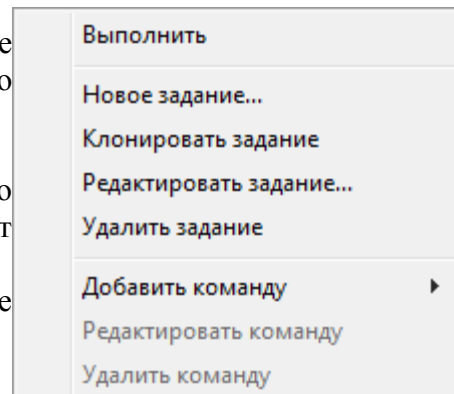 Выполнить
Новое задание...
Клонировать задание
Редактировать задание...
Удалить задание
Добавить команду
Редактировать команду
Удалить команду